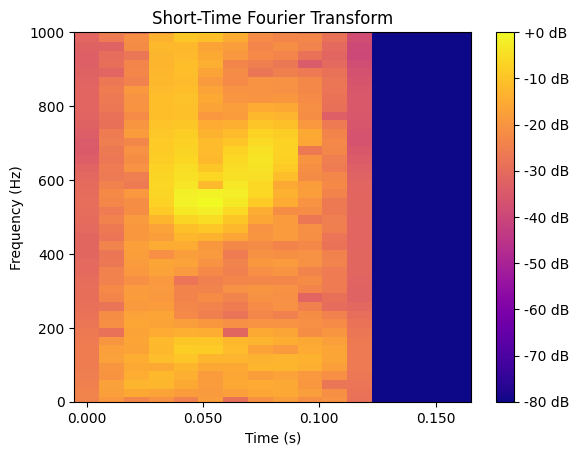 Short-Time Fourier Transform
Frequency (Hz)
1000
800
600
400
200
0
0.000
0.050
0.100
0.150
Time (s)
+0 dB
-10 dB
-20 dB
-30 dB
-40 dB
-50 dB
-60 dB
-70 dB
-80 dB